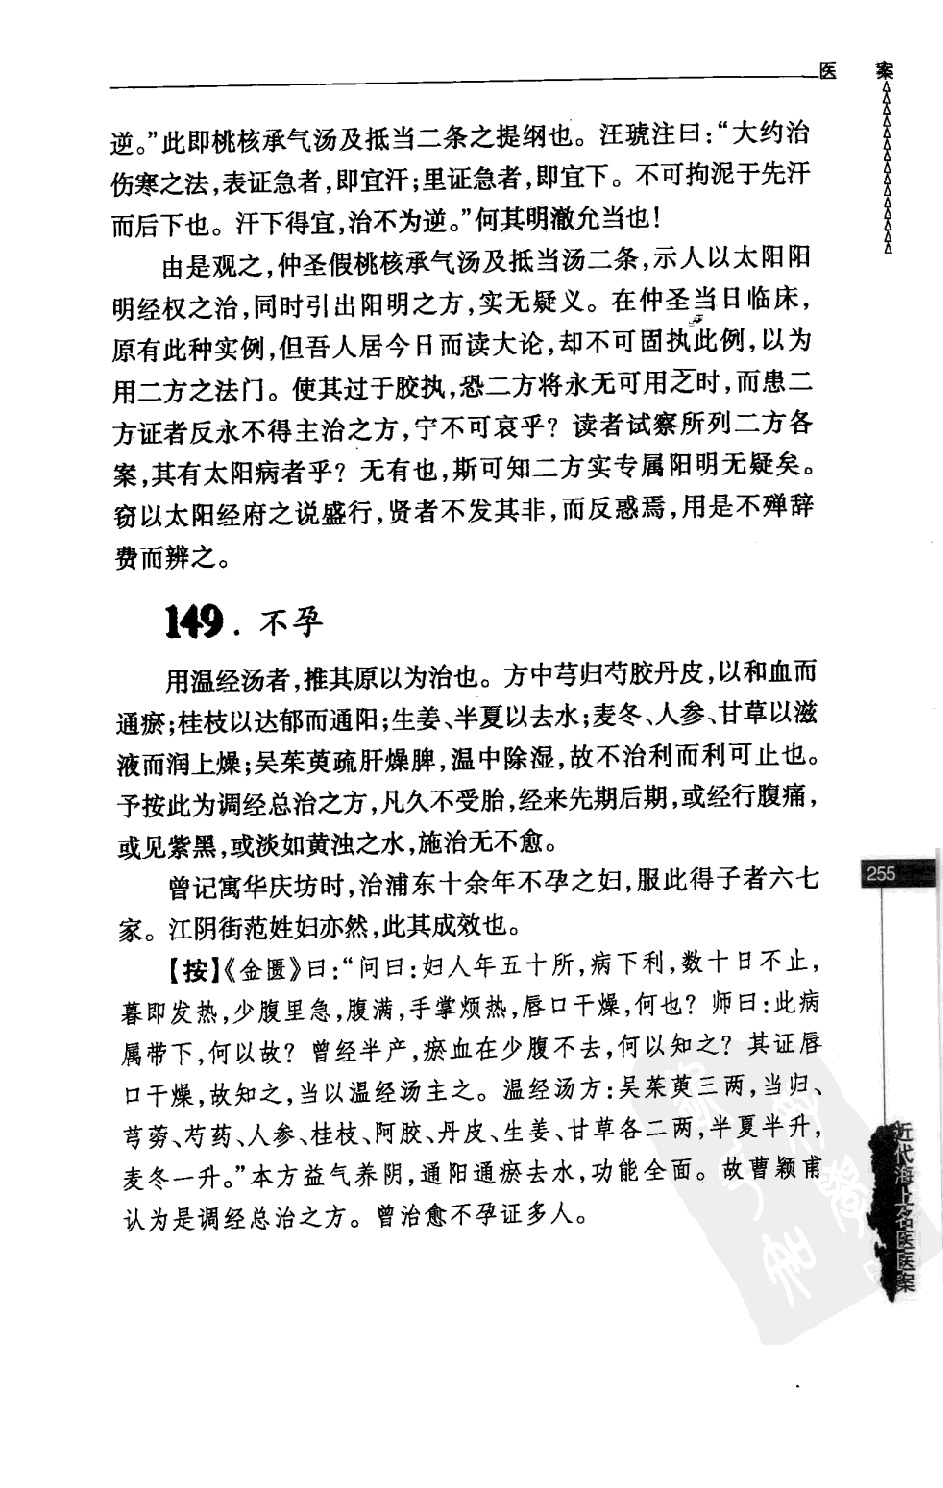 医 案
逆。”此即桃核承气汤及抵当二条之提纲也。汪琥注曰：“大约治
伤寒之法，表证急者，即宜汗；里证急者，即宜下。不可拘泥于先汗
而后下也。汗下得宜，治不为逆。”何其明澈允当也！
由是观之，仲圣假桃核承气汤及抵当汤二条，示人以太阳阳
明经权之治，同时引出阳明之方，实无疑义。在仲圣当日临床，
原有此种实例，但吾人居今日而读大论，却不可固执此例，以为
用二方之法门。使其过于胶执，恐二方将永无可用之时，而患二
方证者反永不得主治之方，宁不可哀乎？读者试察所列二方各
案，其有太阳病者乎？无有也，斯可知二方实专属阳明无疑矣。
窃以太阳经府之说盛行，贤者不发其非，而反惑焉，用是不殚辞
费而辨之。
149．不孕
用温经汤者，推其原以为治也。方中芎归芍胶丹皮，以和血而
通瘀；桂枝以达郁而通阳；生姜、半夏以去水；麦冬、人参、甘草以滋
液而润上燥；吴茱萸疏肝燥脾，温中除湿，故不治利而利可止也。
予按此为调经总治之方，凡久不受胎，经来先期后期，或经行腹痛，
或见紫黑，或淡如黄浊之水，施治无不愈。
曾记寓华庆坊时，治浦东十余年不孕之妇，服此得子者六七
家。江阴街范姓妇亦然，此其成效也。
【按】《金匮》曰：“问曰：妇人年五十所，病下利，数十日不止，
暮即发热，少腹里急，腹满，手掌烦热，唇口干燥，何也？师曰：此病
属带下，何以故？曾经半产，瘀血在少腹不去，何以知之？其证唇
口干燥，故知之，当以温经汤主之。温经汤方：吴茱萸三两，当归、
芎䓖、芍药、人参、桂枝、阿胶、丹皮、生姜、甘草各二两，半夏半升，
麦冬一升。”本方益气养阴，通阳通瘀去水，功能全面。故曹颖甫
认为是调经总治之方。曾治愈不孕证多人。
255
近代海上名医医案